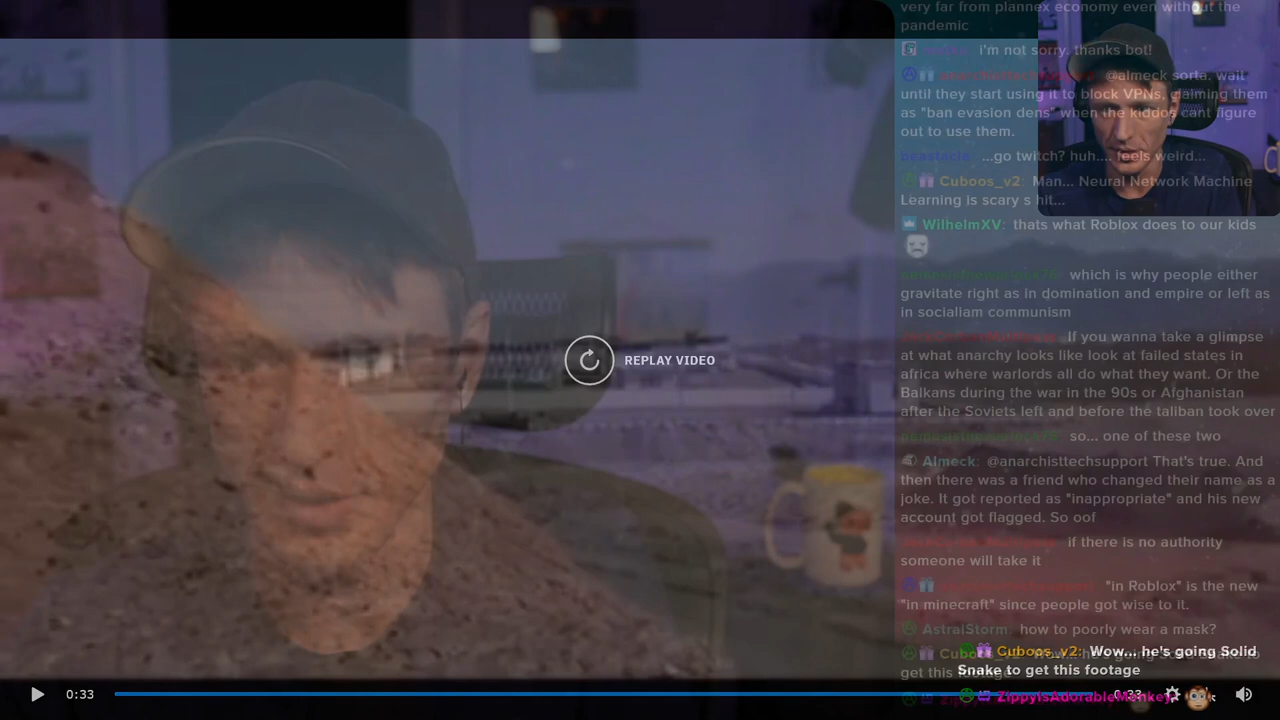 very far from plannex economy even without the
pandemic
i'm not sorry. thanks bot!
@almeck sorta. wait
until they start using it to block VPNs, claiming them
as "ban evasion dens" when the kiddos cant figure
out to use them.
...go twitch? huh.... feels weird...
Cuboos_v2: Man... Neural Network Machine
Learning is scary s hit...
WilhelmXV: thats what Roblox does to our kids
which is why people either
gravitate right as in domination and empire or left as
in socialiam communism
If you wanna take a glimpse
at what anarchy looks like look at failed states in
africa where warlords all do what they want. Or the
Balkans during the war in the 90s or Afghanistan
after the Soviets left and before the taliban took over
REPLAY VIDEO
so... one of these two
Almeck: @anarchisttechsupport That's true. And
then there was a friend who changed their name as a
joke. It got reported as "inappropriate" and his new
account got flagged. So oof
if there is no authority
someone will take it
"in Roblox" is the new
"in minecraft" since people got wise to it.
AstralStorm: how to poorly wear a mask?
Cuboos_v2: Wow... he's going Solid
Snake to get this footage
get this footage
0:33
0:33
ZippyIsAdorableMonkey: